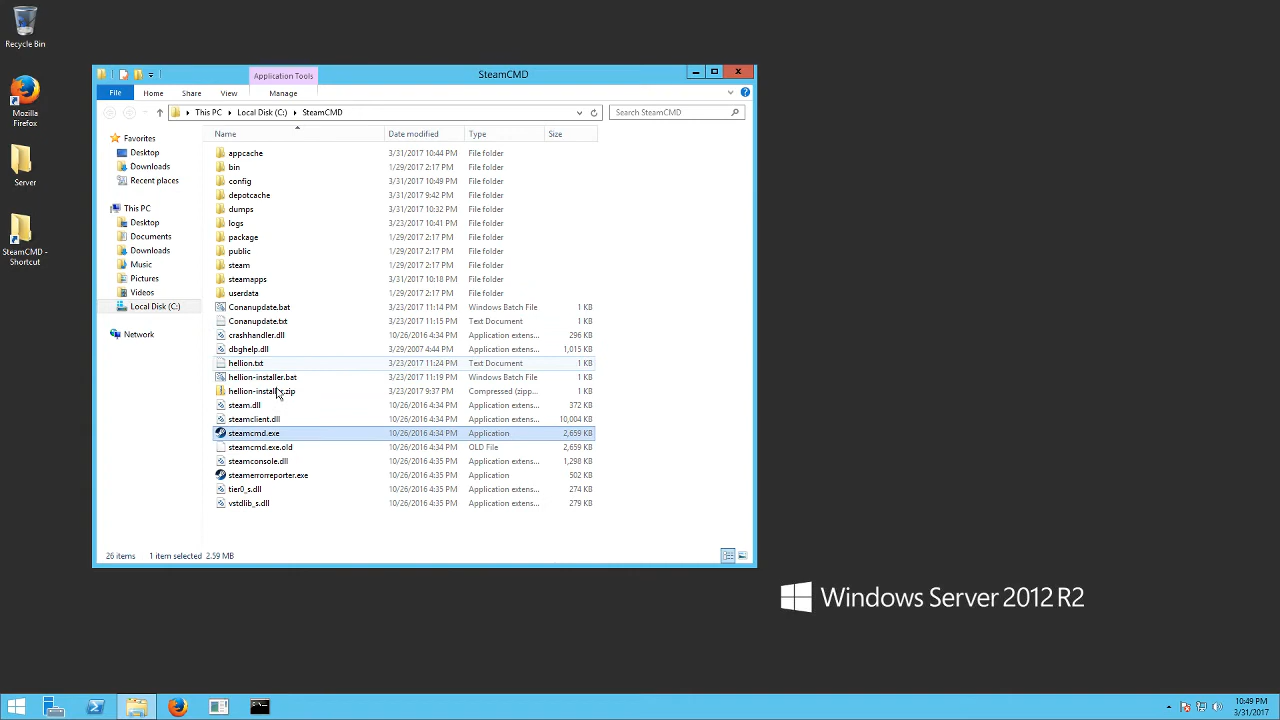 Recycle Bin
Mozilla
Firefox
Server
SteamCMD -
Shortcut
Application Tools
SteamCMD
File
Home
Share
View
Manage
This PC
Local Disk (C:)
SteamCMD
Search SteamCMD
Favorites
Desktop
Downloads
Recent places
This PC
Desktop
Documents
Downloads
Music
Pictures
Videos
Local Disk (C:)
Network
Name Date modified Type Size
appcache 3/31/2017 10:44 PM File folder
bin 1/29/2017 2:17 PM File folder
config 3/31/2017 10:49 PM File folder
depotcache 3/31/2017 9:42 PM File folder
dumps 3/31/2017 10:32 PM File folder
logs 3/23/2017 10:41 PM File folder
package 1/29/2017 2:17 PM File folder
public 1/29/2017 2:17 PM File folder
steam 1/29/2017 2:17 PM File folder
steamapps 3/31/2017 10:18 PM File folder
userdata 1/29/2017 2:17 PM File folder
Conanupdate.bat 3/23/2017 11:14 PM Windows Batch File 1 KB
Conanupdate.txt 3/23/2017 11:15 PM Text Document 1 KB
crashhandler.dll 10/26/2016 4:34 PM Application extens... 296 KB
dbghelp.dll 3/29/2007 4:44 PM Application extens... 1,015 KB
hellion.txt 3/23/2017 11:24 PM Text Document 1 KB
hellion-installer.bat 3/23/2017 11:19 PM Windows Batch File 1 KB
hellion-installer.zip 3/23/2017 9:37 PM Compressed (zipp... 1 KB
steam.dll 10/26/2016 4:34 PM Application extens... 372 KB
steamclient.dll 10/26/2016 4:34 PM Application extens... 10,004 KB
steamcmd.exe 10/26/2016 4:34 PM Application 2,659 KB
steamcmd.exe.old 10/26/2016 4:34 PM OLD File 2,659 KB
steamconsole.dll 10/26/2016 4:35 PM Application extens... 1,298 KB
steamerrorreporter.exe 10/26/2016 4:35 PM Application 502 KB
tier0_s.dll 10/26/2016 4:35 PM Application extens... 274 KB
vstdlib_s.dll 10/26/2016 4:35 PM Application extens... 279 KB
26 items 1 item selected 2.59 MB
Windows Server 2012 R2
10:49 PM
3/31/2017